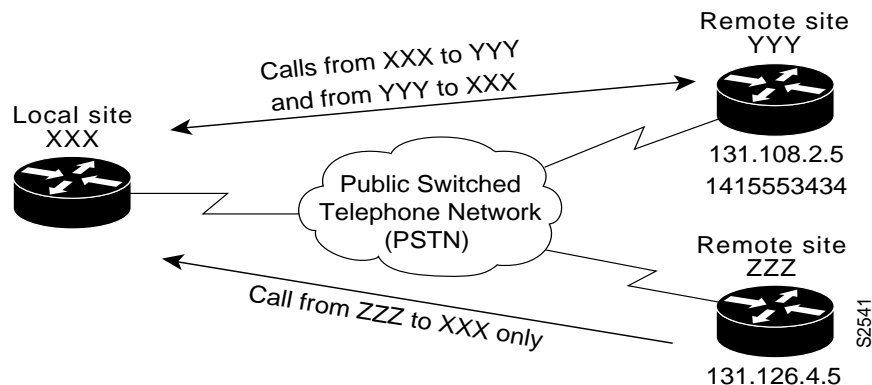 Remote site
YYY
Calls from XXX to YYY
and from YYY to XXX
Local site
XXX
131.108.2.5
1415553434
Public Switched
Telephone Network
(PSTN)
Remote site
ZZZ
Call from ZZZ to XXX only
131.126.4.5
S2541